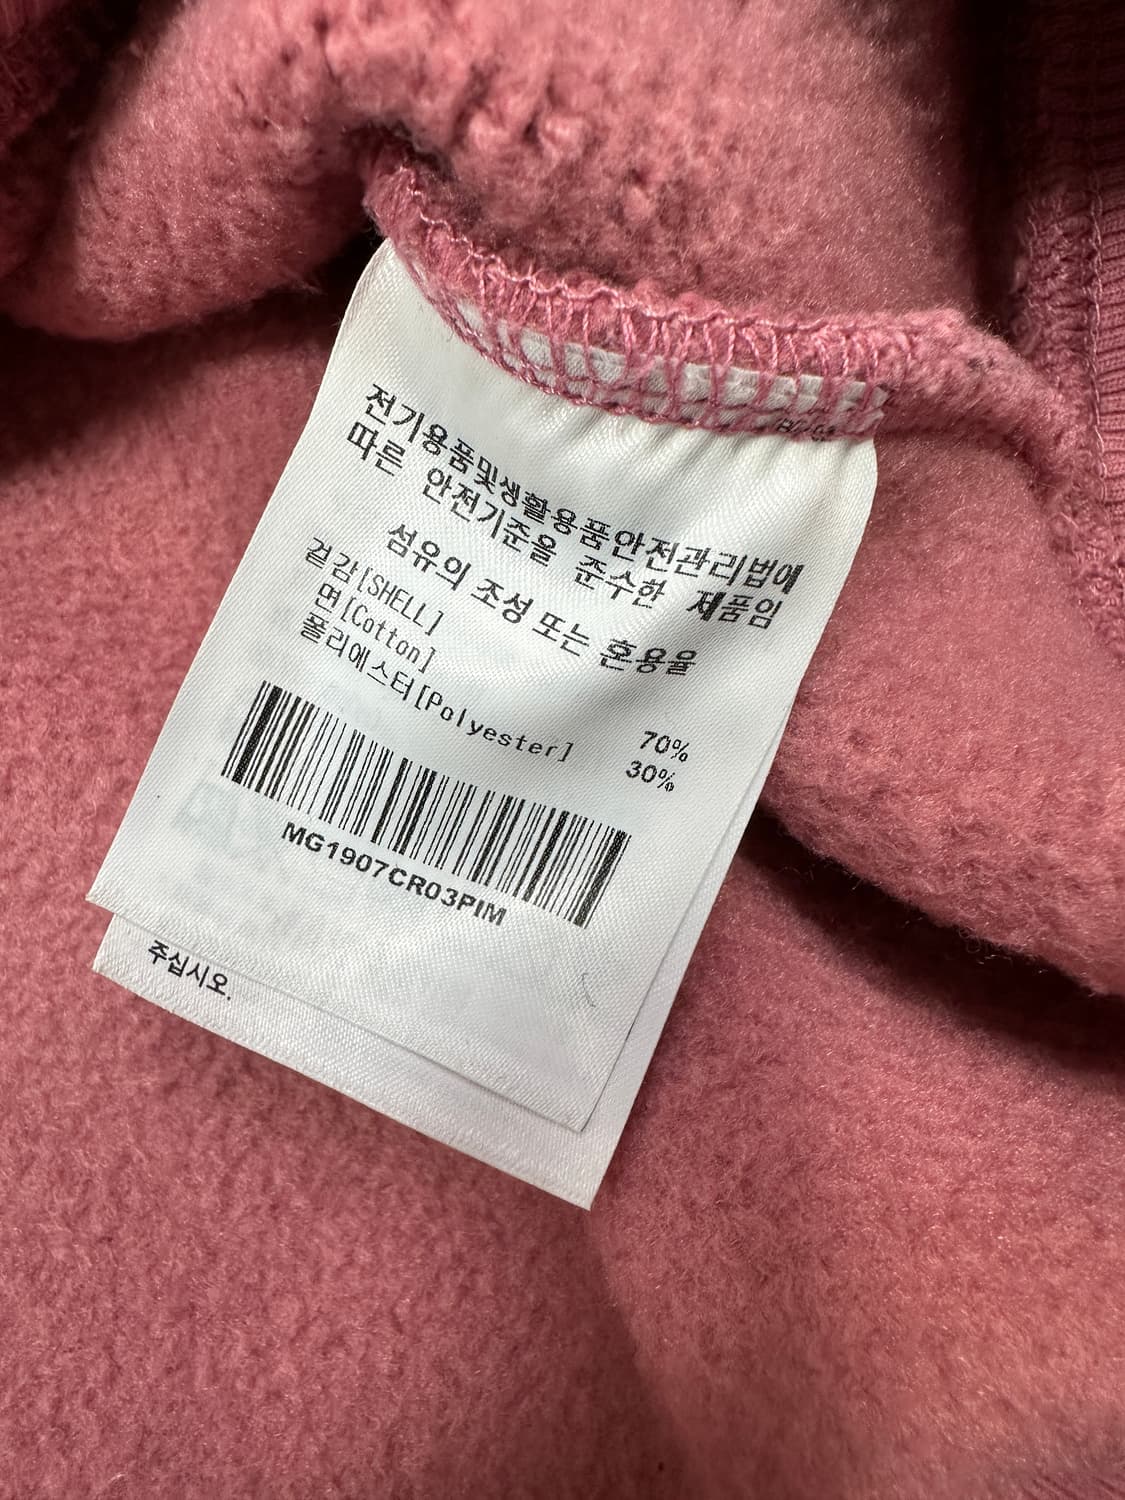 전기용품및생활용품안전관리법에
따른 안전기준을 준수한 제품임
섬유의 조성 또는 혼용율
겉감[SHELL]
면[Cotton] 70%
폴리에스터[Polyester] 30%
MG1907CR03PIM
주십시오.